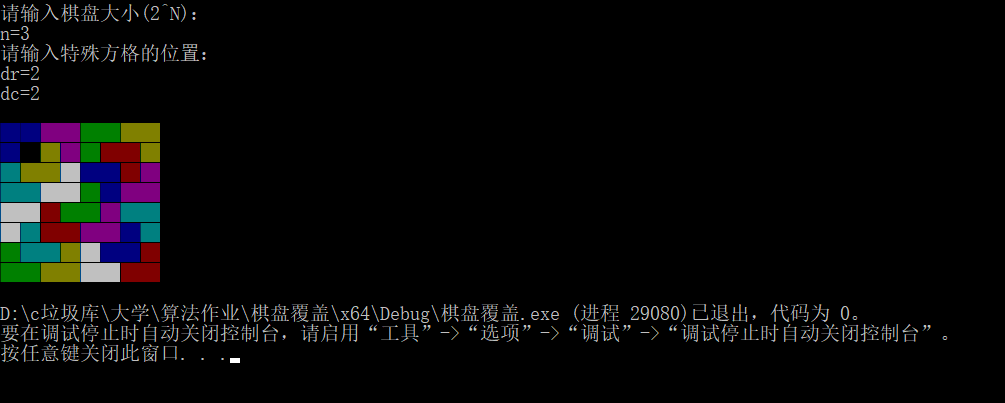 请输入棋盘大小(2^N)：
n=3
请输入特殊方格的位置：
dr=2
dc=2
D:\c垃圾库\大学\算法作业\棋盘覆盖\x64\Debug\棋盘覆盖.exe (进程 29080)已退出，代码为 0。
要在调试停止时自动关闭控制台，请启用“工具”->“选项”->“调试”->“调试停止时自动关闭控制台”。
按任意键关闭此窗口. . .